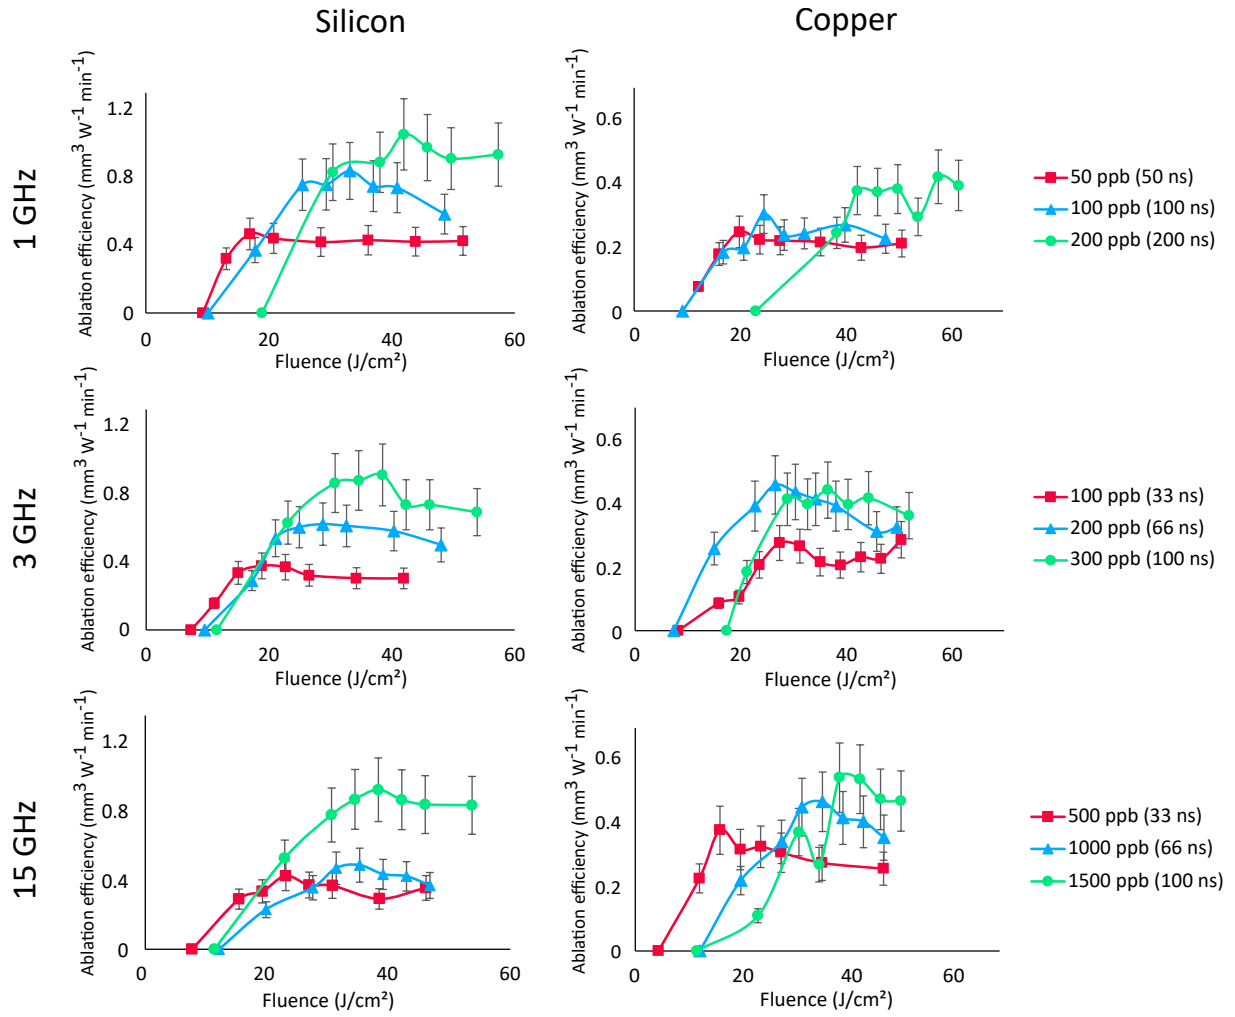 Silicon
Copper
1 GHz
Ablation efficiency (mm³ W⁻¹ min⁻¹)
1.2
0.8
0.4
0
0 20 40 60
Fluence (J/cm²)
Ablation efficiency (mm³ W⁻¹ min⁻¹)
0.6
0.4
0.2
0
0 20 40 60
Fluence (J/cm²)
50 ppb (50 ns)
100 ppb (100 ns)
200 ppb (200 ns)
3 GHz
Ablation efficiency (mm³ W⁻¹ min⁻¹)
1.2
0.8
0.4
0
0 20 40 60
Fluence (J/cm²)
Ablation efficiency (mm³ W⁻¹ min⁻¹)
0.6
0.4
0.2
0
0 20 40 60
Fluence (J/cm²)
100 ppb (33 ns)
200 ppb (66 ns)
300 ppb (100 ns)
15 GHz
Ablation efficiency (mm³ W⁻¹ min⁻¹)
1.2
0.8
0.4
0
0 20 40 60
Fluence (J/cm²)
Ablation efficiency (mm³ W⁻¹ min⁻¹)
0.6
0.4
0.2
0
0 20 40 60
Fluence (J/cm²)
500 ppb (33 ns)
1000 ppb (66 ns)
1500 ppb (100 ns)